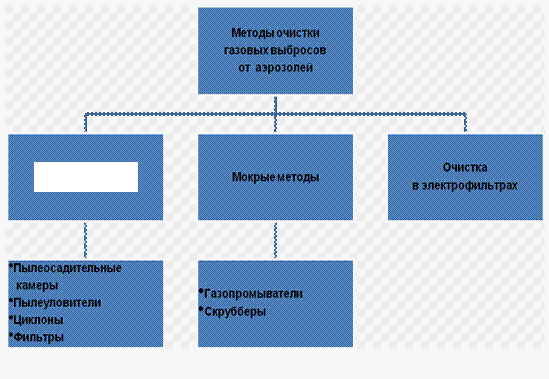 Методы очистки
газовых выбросов
от аэрозолей
Мокрые методы
Очистка
в электрофильтрах
•Пылеосадительные
камеры
•Пылеуловители
•Циклоны
•Фильтры
•Газопромыватели
•Скрубберы